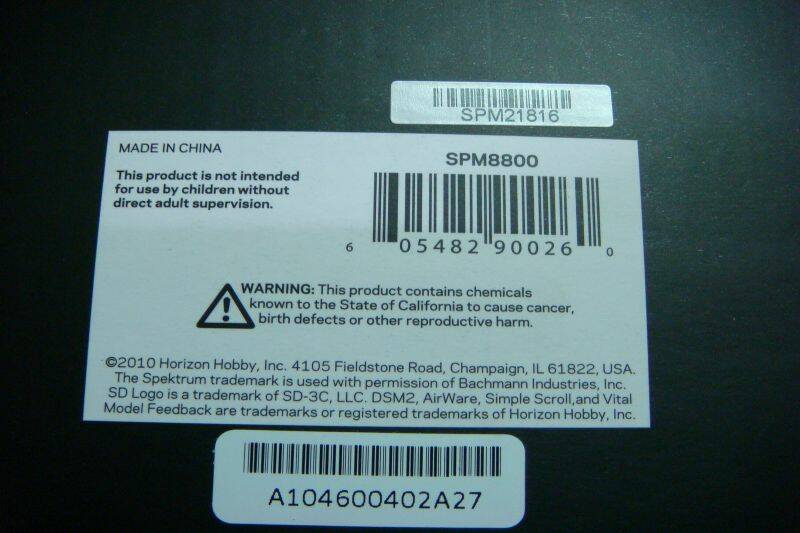 SPM21816
MADE IN CHINA
This product is not intended
for use by children without
direct adult supervision.
SPM8800
6 05482 90026 0
WARNING: This product contains chemicals
known to the State of California to cause cancer,
birth defects or other reproductive harm.
©2010 Horizon Hobby, Inc. 4105 Fieldstone Road, Champaign, IL 61822, USA.
The Spektrum trademark is used with permission of Bachmann Industries, Inc.
SD Logo is a trademark of SD-3C, LLC. DSM2, AirWare, Simple Scroll,and Vital
Model Feedback are trademarks or registered trademarks of Horizon Hobby, Inc.
A104600402A27